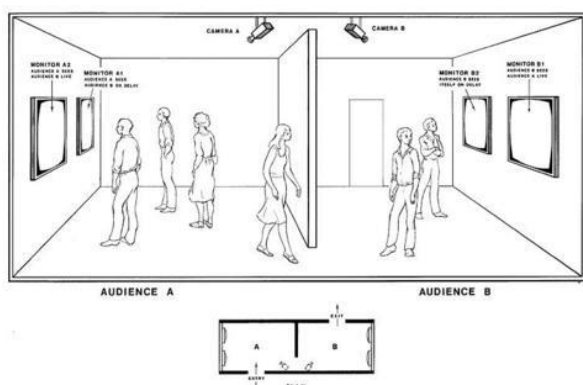 CAMERA A
CAMERA B
MONITOR A2
AUDIENCE A SEES
AUDIENCE B LIVE
MONITOR A1
AUDIENCE A SEES
AUDIENCE B ON DELAY
MONITOR B2
AUDIENCE B SEES
ITSELF ON DELAY
MONITOR B1
AUDIENCE B SEES
AUDIENCE A LIVE
AUDIENCE A
AUDIENCE B
EXIT
A
B
ENTRY